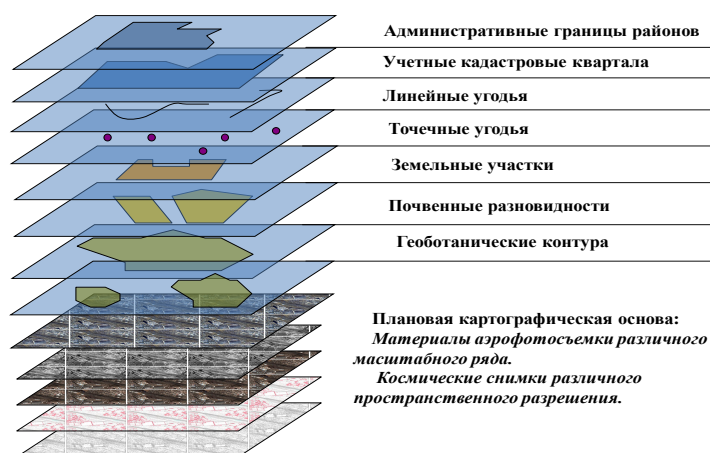 Административные границы районов
Учетные кадастровые квартала
Линейные угодья
Точечные угодья
Земельные участки
Почвенные разновидности
Геоботанические контура
Плановая картографическая основа:
Материалы аэрофотосъемки различного
масштабного ряда.
Космические снимки различного
пространственного разрешения.